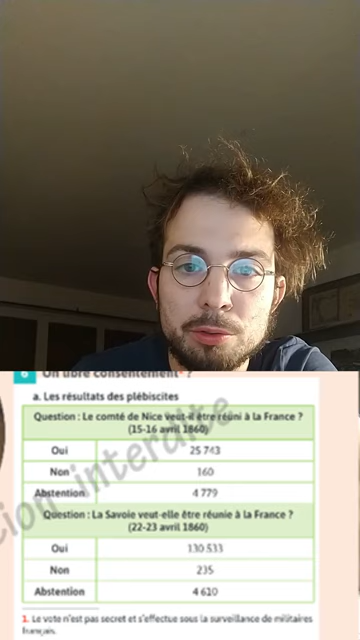 6 Un libre consentement ?
a. Les résultats des plébiscites
Question : Le comté de Nice veut-il être réuni à la France ?
(15-16 avril 1860)
Oui 25 743
Non 160
Abstention 4 779
Question : La Savoie veut-elle être réunie à la France ?
(22-23 avril 1860)
Oui 130 533
Non 235
Abstention 4 610
1. Le vote n'est pas secret et s'effectue sous la surveillance de militaires
français.
interdite